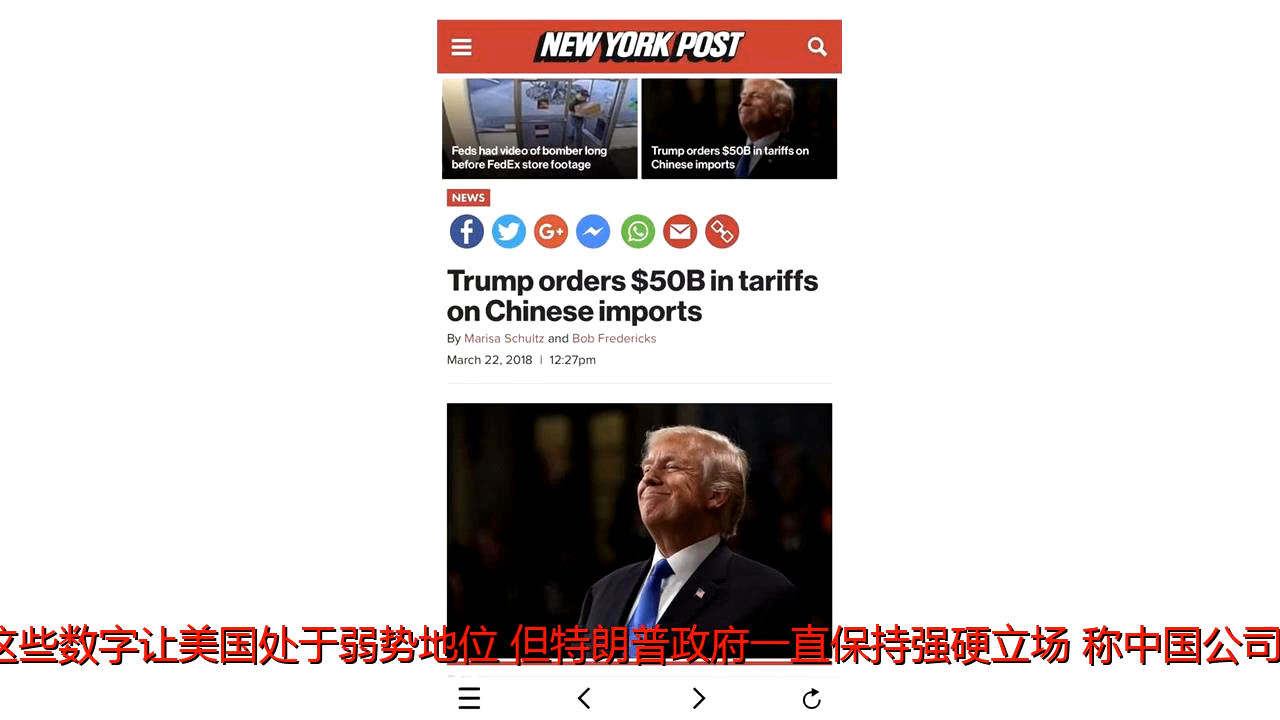 NEW YORK POST
Feds had video of bomber long
before FedEx store footage
Trump orders $50B in tariffs on
Chinese imports
NEWS
Trump orders $50B in tariffs
on Chinese imports
By Marisa Schultz and Bob Fredericks
March 22, 2018 | 12:27pm
这些数字让美国处于弱势地位 但特朗普政府一直保持强硬立场 称中国公司